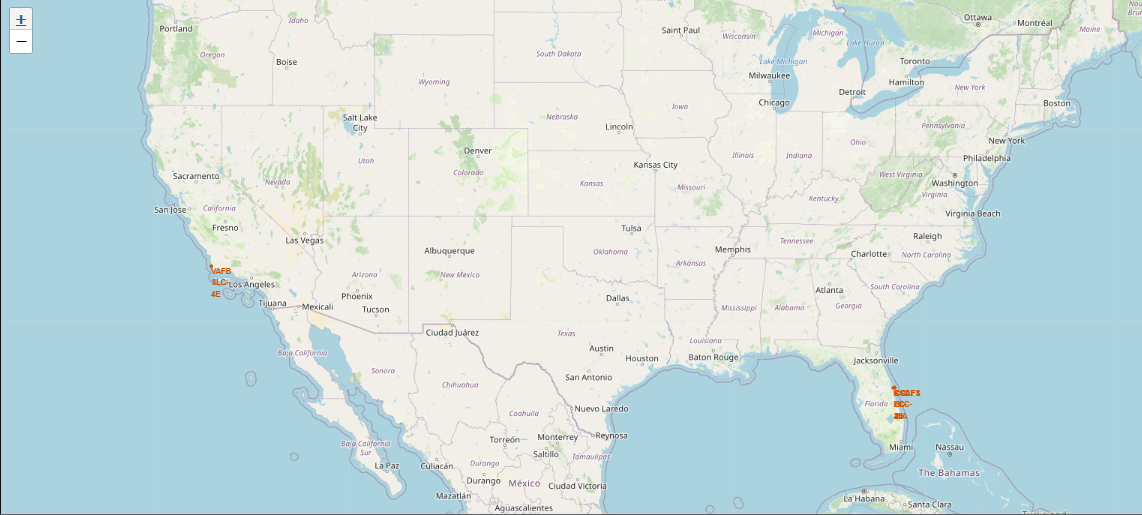 +
−
Portland
Idaho
Oregon
Boise
Wyoming
South Dakota
Saint Paul
Wisconsin
Michigan
Lake Huron
Lake Michigan
Milwaukee
Chicago
Detroit
Toronto
Hamilton
Ottawa
Montréal
Maine
New York
Boston
Salt Lake
City
Nebraska
Iowa
Lincoln
Pennsylvania
New York
Philadelphia
Utah
Denver
Colorado
Kansas City
Kansas
Missouri
Illinois
Indiana
Ohio
West Virginia
Washington
Virginia
Virginia Beach
Kentucky
Sacramento
Nevada
San Jose
California
Fresno
Las Vegas
Albuquerque
Arizona
New Mexico
Tulsa
Oklahoma
Arkansas
Memphis
Tennessee
Raleigh
Charlotte
North Carolina
VAFB
SLC-
4E
Los Angeles
Tijuana
Mexicali
Phoenix
Tucson
Dallas
Mississippi
Alabama
Atlanta
Georgia
South Carolina
Ciudad Juárez
Texas
Louisiana
Austin
Houston
Baton Rouge
San Antonio
Jacksonville
Baja California
Sonora
Chihuahua
Coahuila
Nuevo Laredo
Florida
Miami
Nassau
The Bahamas
Baja California
Sur
La Paz
Culiacán
Torreón
Monterrey
Saltillo
Reynosa
Tamaulipas
Durango
Durango
México
Ciudad Victoria
Mazatlán
Aguascalientes
La Habana
Santa Clara